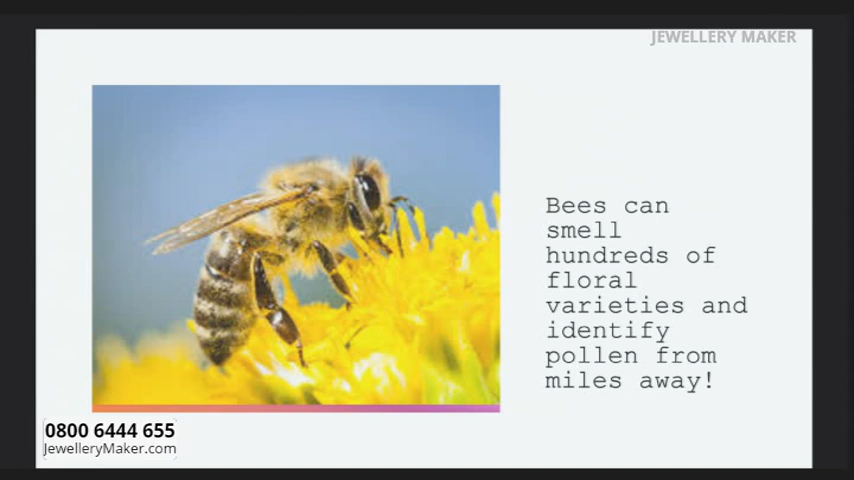 JEWELLERY MAKER
Bees can
smell
hundreds of
floral
varieties and
identify
pollen from
miles away!
0800 6444 655
JewelleryMaker.com